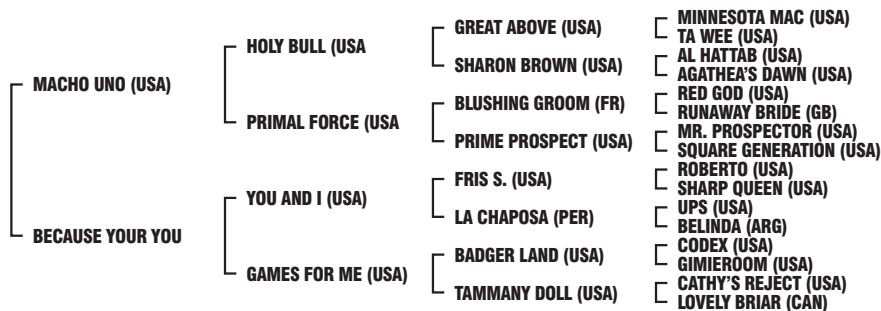 MACHO UNO (USA)
BECAUSE YOUR YOU
HOLY BULL (USA
PRIMAL FORCE (USA
YOU AND I (USA)
GAMES FOR ME (USA)
GREAT ABOVE (USA)
SHARON BROWN (USA)
BLUSHING GROOM (FR)
PRIME PROSPECT (USA)
FRIS S. (USA)
LA CHAPOSA (PER)
BADGER LAND (USA)
TAMMANY DOLL (USA)
MINNESOTA MAC (USA)
TA WEE (USA)
AL HATTAB (USA)
AGATHEA'S DAWN (USA)
RED GOD (USA)
RUNAWAY BRIDE (GB)
MR. PROSPECTOR (USA)
SQUARE GENERATION (USA)
ROBERTO (USA)
SHARP QUEEN (USA)
UPS (USA)
BELINDA (ARG)
CODEX (USA)
GIMIEROOM (USA)
CATHY'S REJECT (USA)
LOVELY BRIAR (CAN)